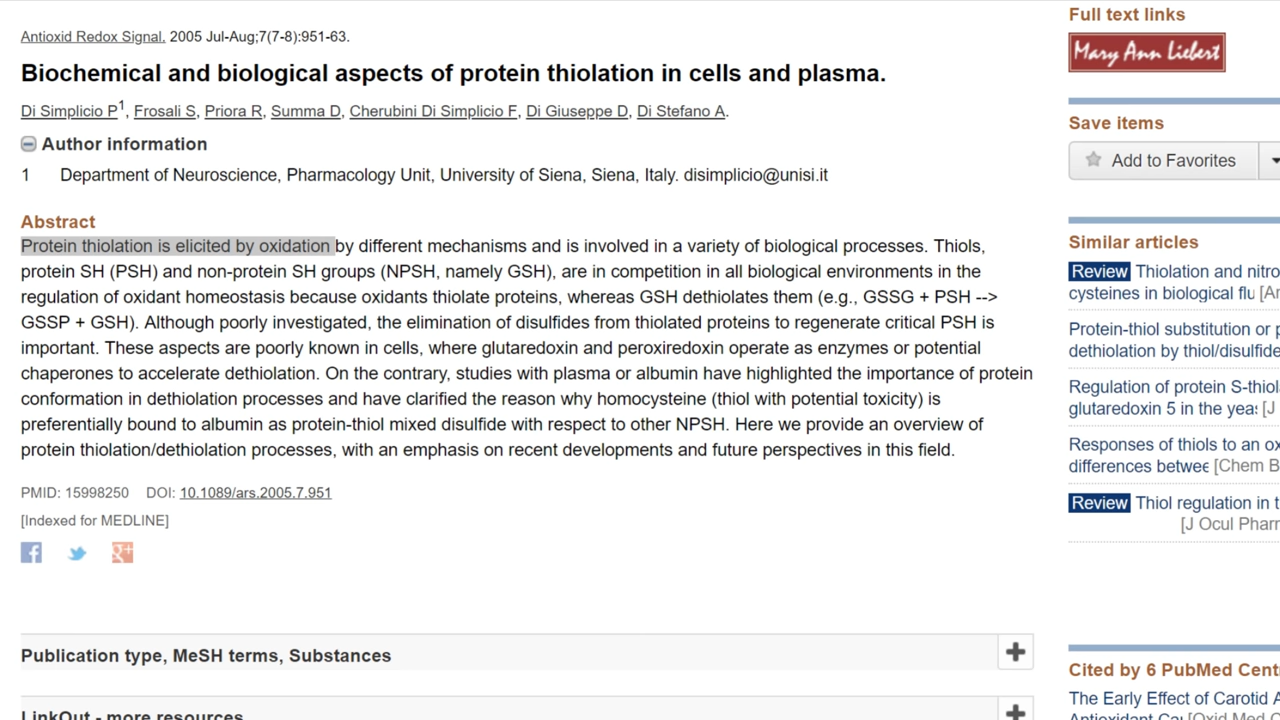 Antioxid Redox Signal. 2005 Jul-Aug;7(7-8):951-63.
Biochemical and biological aspects of protein thiolation in cells and plasma.
Di Simplicio P1, Frosali S, Priora R, Summa D, Cherubini Di Simplicio F, Di Giuseppe D, Di Stefano A.
Author information
1 Department of Neuroscience, Pharmacology Unit, University of Siena, Siena, Italy. disimplicio@unisi.it
Abstract
Protein thiolation is elicited by oxidation by different mechanisms and is involved in a variety of biological processes. Thiols,
protein SH (PSH) and non-protein SH groups (NPSH, namely GSH), are in competition in all biological environments in the
regulation of oxidant homeostasis because oxidants thiolate proteins, whereas GSH dethiolates them (e.g., GSSG + PSH -->
GSSP + GSH). Although poorly investigated, the elimination of disulfides from thiolated proteins to regenerate critical PSH is
important. These aspects are poorly known in cells, where glutaredoxin and peroxiredoxin operate as enzymes or potential
chaperones to accelerate dethiolation. On the contrary, studies with plasma or albumin have highlighted the importance of protein
conformation in dethiolation processes and have clarified the reason why homocysteine (thiol with potential toxicity) is
preferentially bound to albumin as protein-thiol mixed disulfide with respect to other NPSH. Here we provide an overview of
protein thiolation/dethiolation processes, with an emphasis on recent developments and future perspectives in this field.
PMID: 15998250 DOI: 10.1089/ars.2005.7.951
[Indexed for MEDLINE]
Publication type, MeSH terms, Substances
LinkOut - more resources
Full text links
Mary Ann Liebert
Save items
Add to Favorites
Similar articles
Review Thiolation and nitro
cysteines in biological flu [Ar
Protein-thiol substitution or p
dethiolation by thiol/disulfide
Regulation of protein S-thiol
glutaredoxin 5 in the yeas [J
Responses of thiols to an ox
differences betwee [Chem B
Review Thiol regulation in t
[J Ocul Pharr
Cited by 6 PubMed Cent
The Early Effect of Carotid A
Antioxidant Ca [Oxid Med C